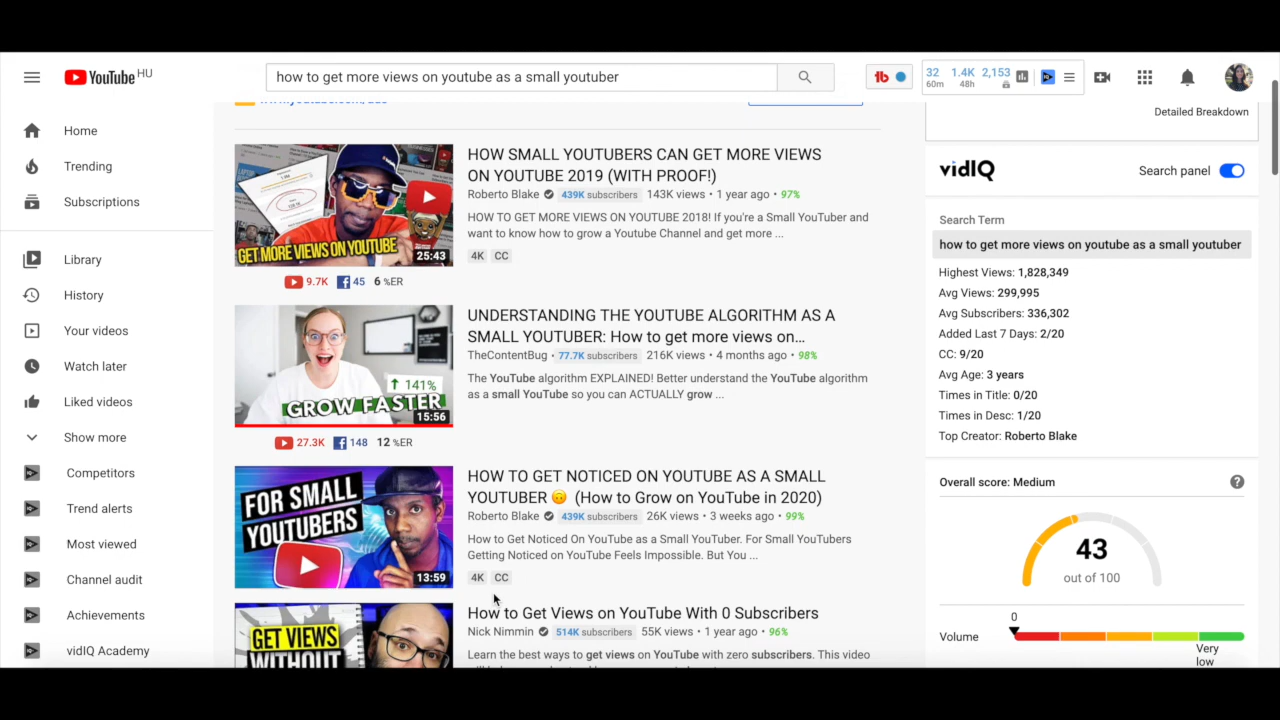 YouTube HU
how to get more views on youtube as a small youtuber
32 1.4K 2,153
60m 48h
Home
Trending
Subscriptions
Library
History
Your videos
Watch later
Liked videos
Show more
Competitors
Trend alerts
Most viewed
Channel audit
Achievements
vidIQ Academy
GET MORE VIEWS ON YOUTUBE
25:43
HOW SMALL YOUTUBERS CAN GET MORE VIEWS
ON YOUTUBE 2019 (WITH PROOF!)
Roberto Blake 439K subscribers 143K views • 1 year ago • 97%
HOW TO GET MORE VIEWS ON YOUTUBE 2018! If you're a Small YouTuber and
want to know how to grow a Youtube Channel and get more ...
4K CC
9.7K 45 6 %ER
↑ 141%
GROW FASTER
15:56
UNDERSTANDING THE YOUTUBE ALGORITHM AS A
SMALL YOUTUBER: How to get more views on...
TheContentBug • 77.7K subscribers 216K views • 4 months ago • 98%
The YouTube algorithm EXPLAINED! Better understand the YouTube algorithm
as a small YouTube so you can ACTUALLY grow ...
27.3K 148 12 %ER
FOR SMALL
YOUTUBERS
13:59
HOW TO GET NOTICED ON YOUTUBE AS A SMALL
YOUTUBER 🙃 (How to Grow on YouTube in 2020)
Roberto Blake 439K subscribers 26K views • 3 weeks ago • 99%
How to Get Noticed On YouTube as a Small YouTuber. For Small YouTubers
Getting Noticed on YouTube Feels Impossible. But You ...
4K CC
GET VIEWS
WITHOUT
How to Get Views on YouTube With 0 Subscribers
Nick Nimmin 514K subscribers 55K views • 1 year ago • 96%
Learn the best ways to get views on YouTube with zero subscribers. This video
Detailed Breakdown
vidIQ
Search panel
Search Term
how to get more views on youtube as a small youtuber
Highest Views: 1,828,349
Avg Views: 299,995
Avg Subscribers: 336,302
Added Last 7 Days: 2/20
CC: 9/20
Avg Age: 3 years
Times in Title: 0/20
Times in Desc: 1/20
Top Creator: Roberto Blake
Overall score: Medium ?
43
out of 100
0
Volume
Very
low